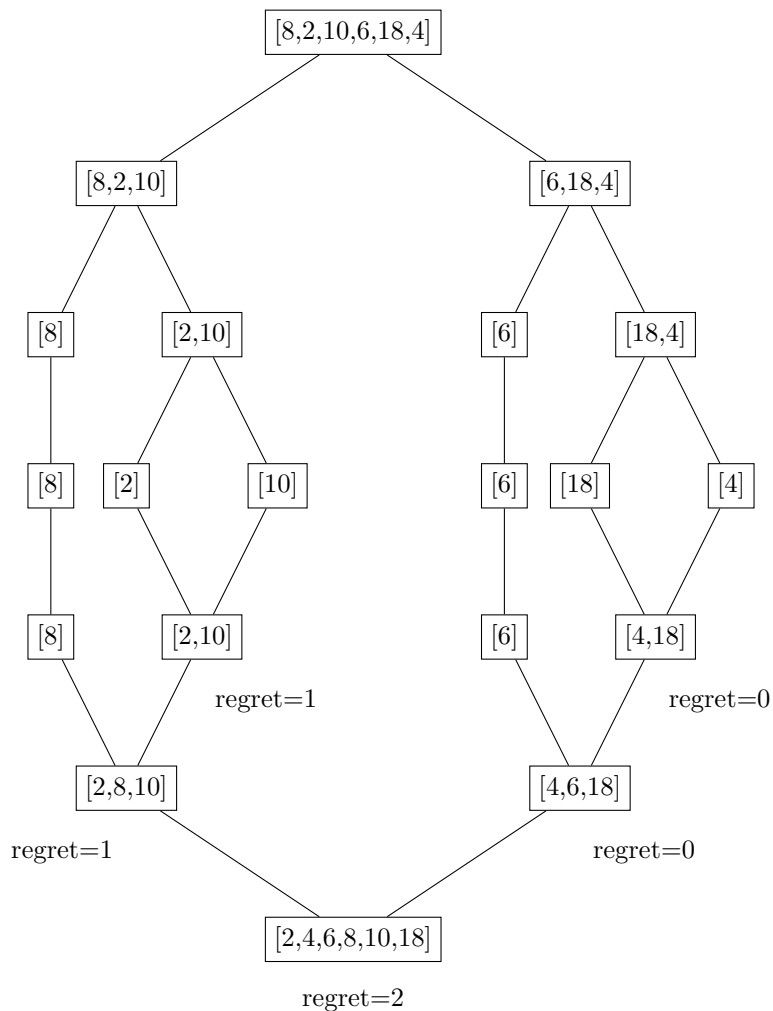 [8,2,10,6,18,4]
[8,2,10] [6,18,4]
[8] [2,10] [6] [18,4]
[8] [2] [10] [6] [18] [4]
[8] [2,10] [6] [4,18]
regret=1 regret=0
[2,8,10] [4,6,18]
regret=1 regret=0
[2,4,6,8,10,18]
regret=2